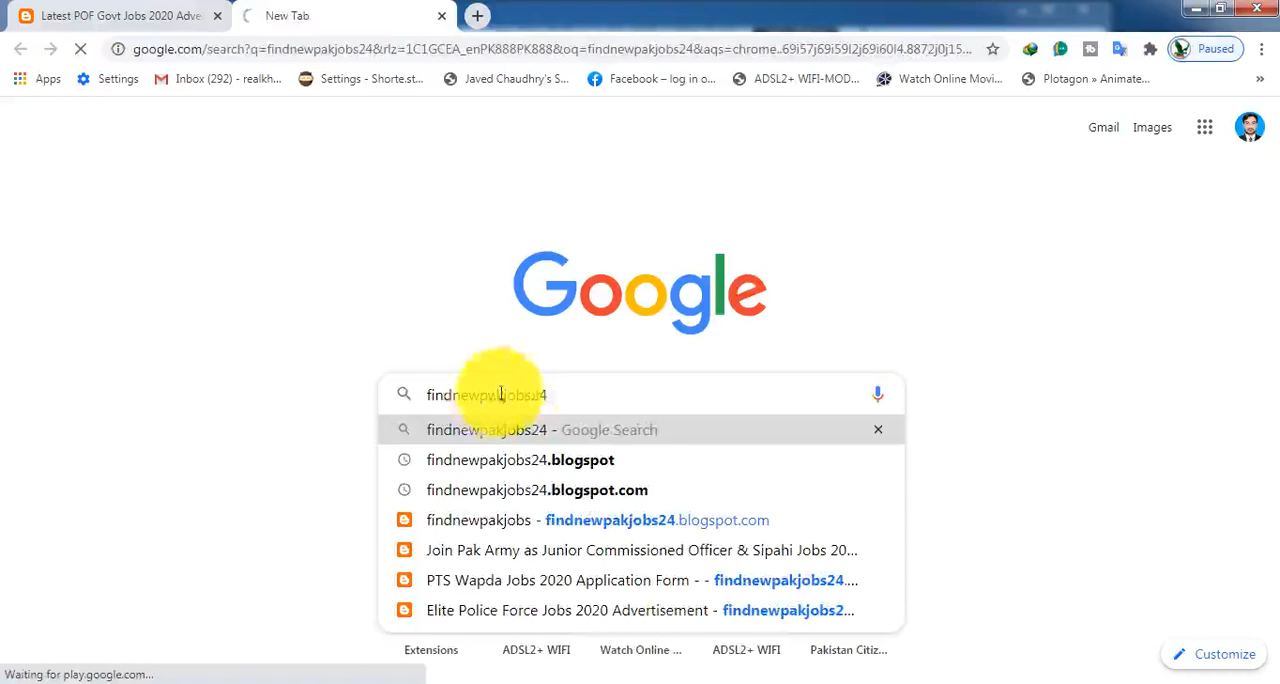 Latest POF Govt Jobs 2020 Adve
New Tab
google.com/search?q=findnewpakjobs24&rlz=1C1GCEA_enPK888PK888&oq=findnewpakjobs24&aqs=chrome..69i57j69i59l2j69i60l4.8872j0j15...
Paused
Apps
Settings
Inbox (292) - realkh...
Settings - Shorte.st...
Javed Chaudhry's S...
Facebook – log in o...
ADSL2+ WIFI-MOD...
Watch Online Movi...
Plotagon » Animate...
»
Gmail
Images
Google
findnewpakjobs24
findnewpakjobs24 - Google Search
findnewpakjobs24.blogspot
findnewpakjobs24.blogspot.com
findnewpakjobs - findnewpakjobs24.blogspot.com
Join Pak Army as Junior Commissioned Officer & Sipahi Jobs 20...
PTS Wapda Jobs 2020 Application Form - - findnewpakjobs24....
Elite Police Force Jobs 2020 Advertisement - findnewpakjobs2...
Extensions
ADSL2+ WIFI
Watch Online ...
ADSL2+ WIFI
Pakistan Citiz...
Customize
Waiting for play.google.com...